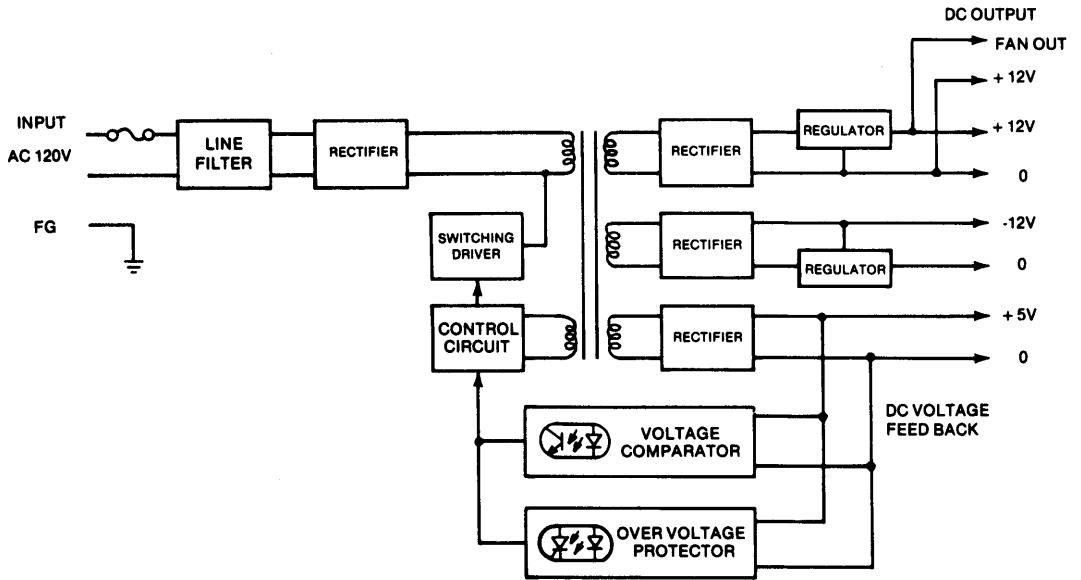 DC OUTPUT
FAN OUT
+ 12V
INPUT
AC 120V
LINE
FILTER
RECTIFIER
RECTIFIER
REGULATOR
+ 12V
0
FG
SWITCHING
DRIVER
RECTIFIER
REGULATOR
-12V
0
CONTROL
CIRCUIT
RECTIFIER
+ 5V
0
DC VOLTAGE
FEED BACK
VOLTAGE
COMPARATOR
OVER VOLTAGE
PROTECTOR